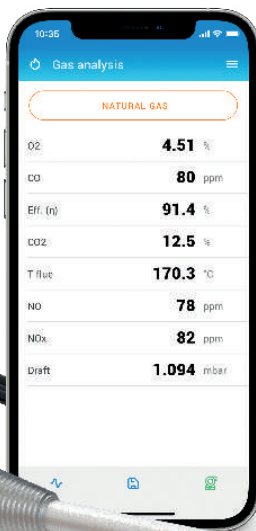 10:35
Gas analysis
NATURAL GAS
O2 4.51 %
CO 80 ppm
Eff. (η) 91.4 %
CO2 12.5 %
T flue 170.3 °C
NO 78 ppm
NOx 82 ppm
Draft 1.094 mbar